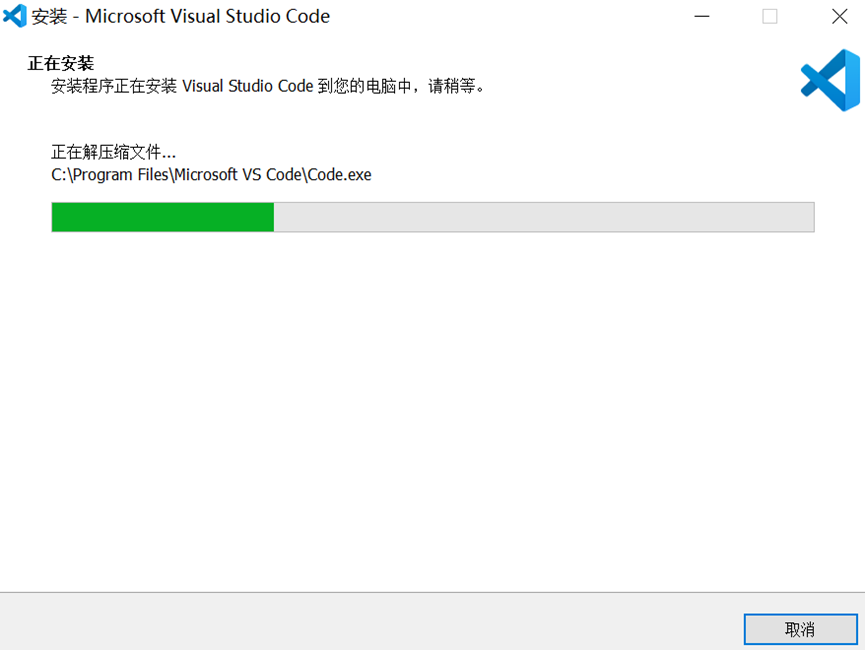 安装 - Microsoft Visual Studio Code
正在安装
安装程序正在安装 Visual Studio Code 到您的电脑中，请稍等。
正在解压缩文件...
C:\Program Files\Microsoft VS Code\Code.exe
取消